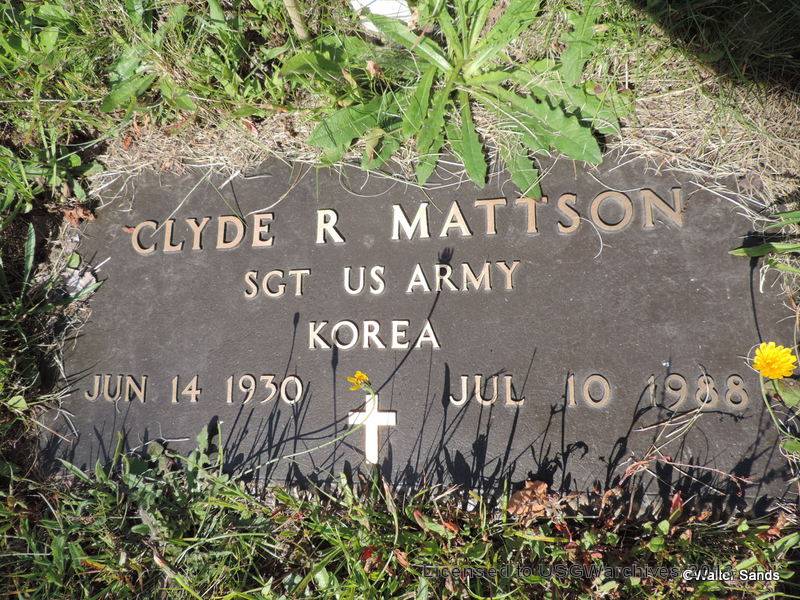 CLYDE R MATTSON
SGT US ARMY
KOREA
JUN 14 1930 JUL 10 1988
Licensed to USGWarchives
©Walter Sands